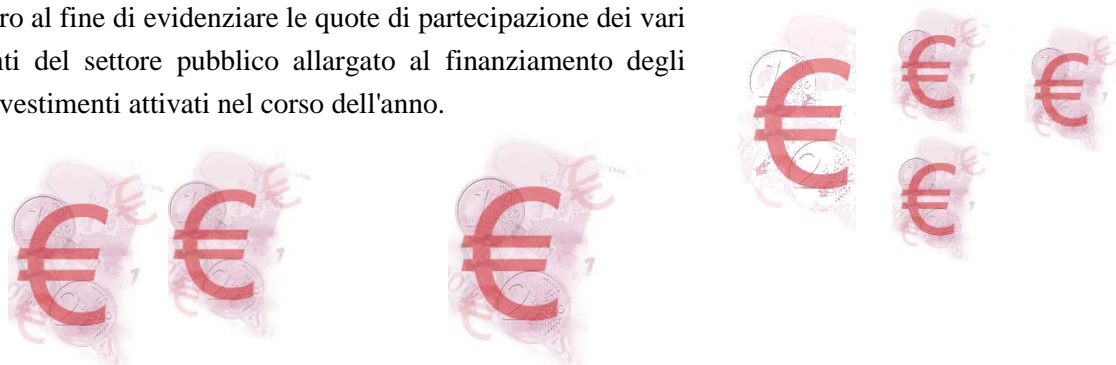 ro al fine di evidenziare le quote di partecipazione dei vari
nti del settore pubblico allargato al finanziamento degli
vestimenti attivati nel corso dell'anno.